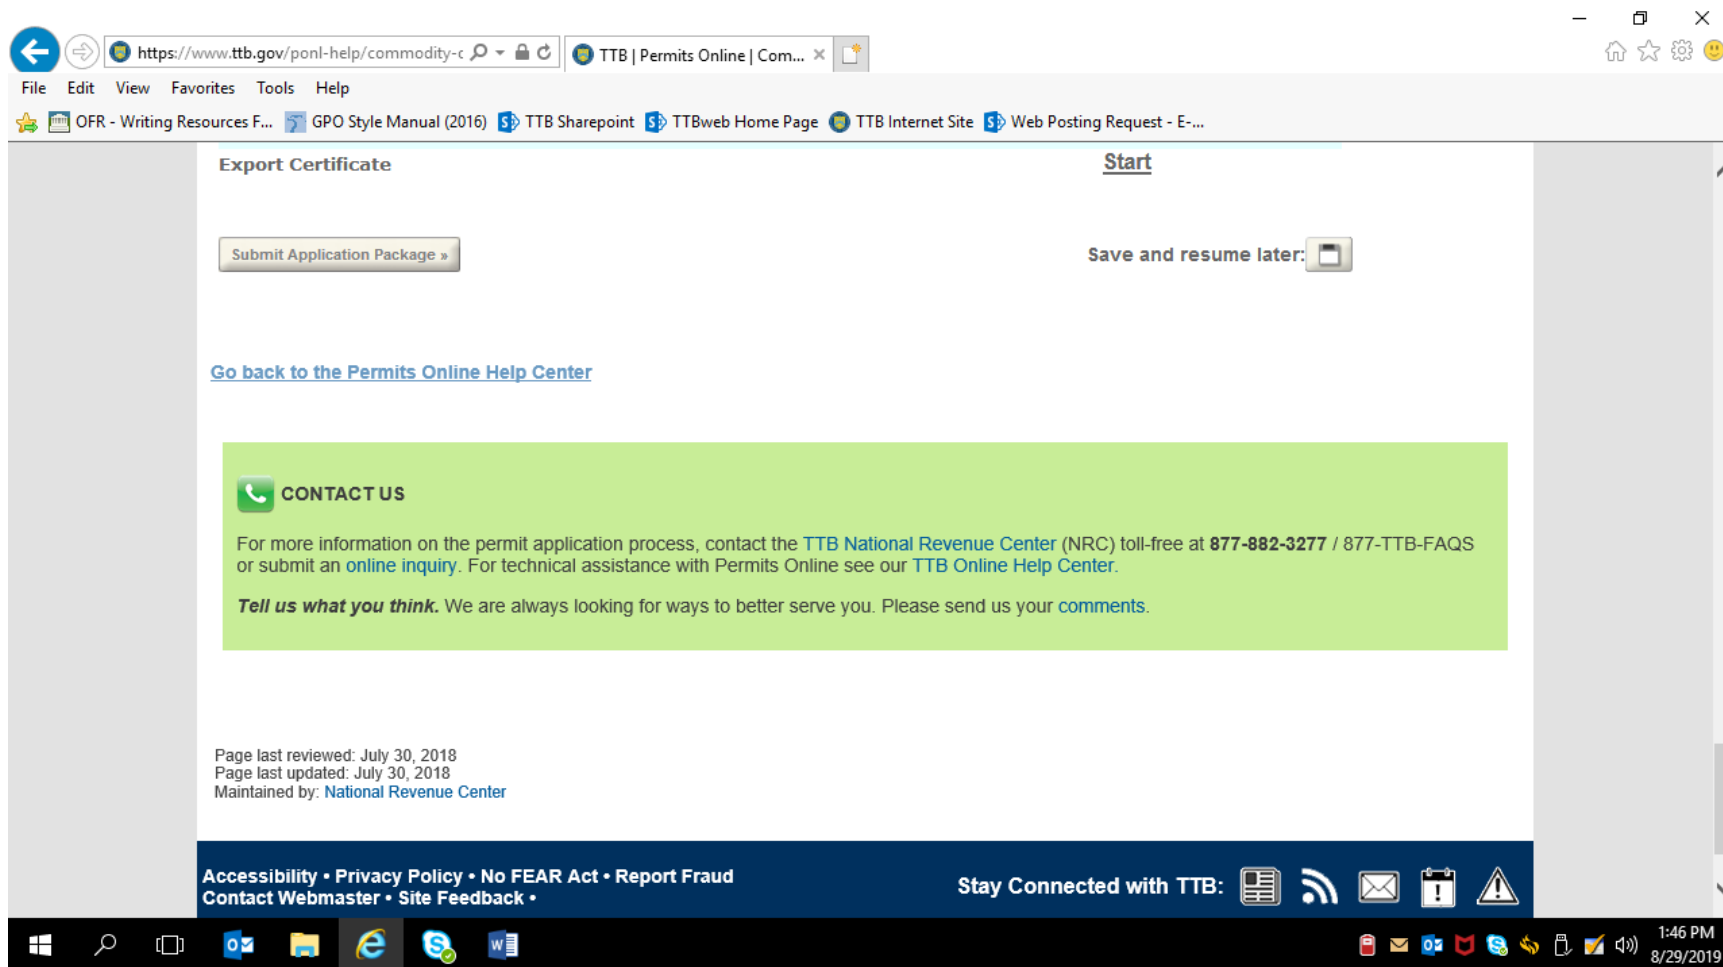 https://www.ttb.gov/ponl-help/commodity-c
TTB | Permits Online | Com...
File Edit View Favorites Tools Help
OFR - Writing Resources F... GPO Style Manual (2016) TTB Sharepoint TTBweb Home Page TTB Internet Site Web Posting Request - E-...
Export Certificate Start
Submit Application Package » Save and resume later:
Go back to the Permits Online Help Center
CONTACT US
For more information on the permit application process, contact the TTB National Revenue Center (NRC) toll-free at 877-882-3277 / 877-TTB-FAQS
or submit an online inquiry. For technical assistance with Permits Online see our TTB Online Help Center.
Tell us what you think. We are always looking for ways to better serve you. Please send us your comments.
Page last reviewed: July 30, 2018
Page last updated: July 30, 2018
Maintained by: National Revenue Center
Accessibility • Privacy Policy • No FEAR Act • Report Fraud
Contact Webmaster • Site Feedback •
Stay Connected with TTB:
1:46 PM
8/29/2019